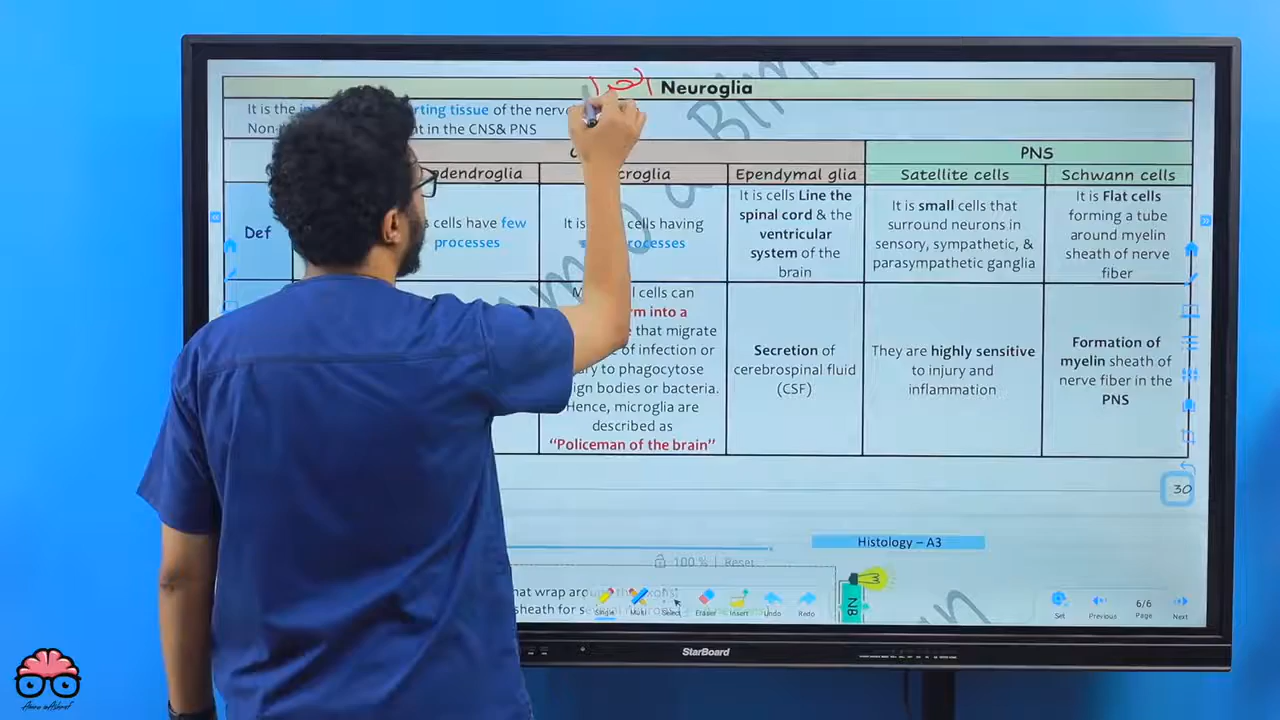 Neuroglia
It is the rting tissue of the nerv
in the CNS& PNS
PNS
dendroglia
Ependymal glia
Satellite cells
Schwann cells
Def
cells have few
processes
It is cells having
processes
It is cells Line the
spinal cord & the
ventricular
system of the
brain
It is small cells that
surround neurons in
sensory, sympathetic, &
parasympathetic ganglia
It is Flat cells
forming a tube
around myelin
sheath of nerve
fiber
cells can
into a
that migrate
of infection or
to phagocytose
bodies or bacteria.
Hence, microglia are
described as
"Policeman of the brain"
Secretion of
cerebrospinal fluid
(CSF)
They are highly sensitive
to injury and
inflammation
Formation of
myelin sheath of
nerve fiber in the
PNS
30
Histology – A3
100 % | Reset
hat wrap around
sheath for
NB
Single Multi Select Eraser Insert Undo Redo
Set Previous 6/6 Page Next
StarBoard